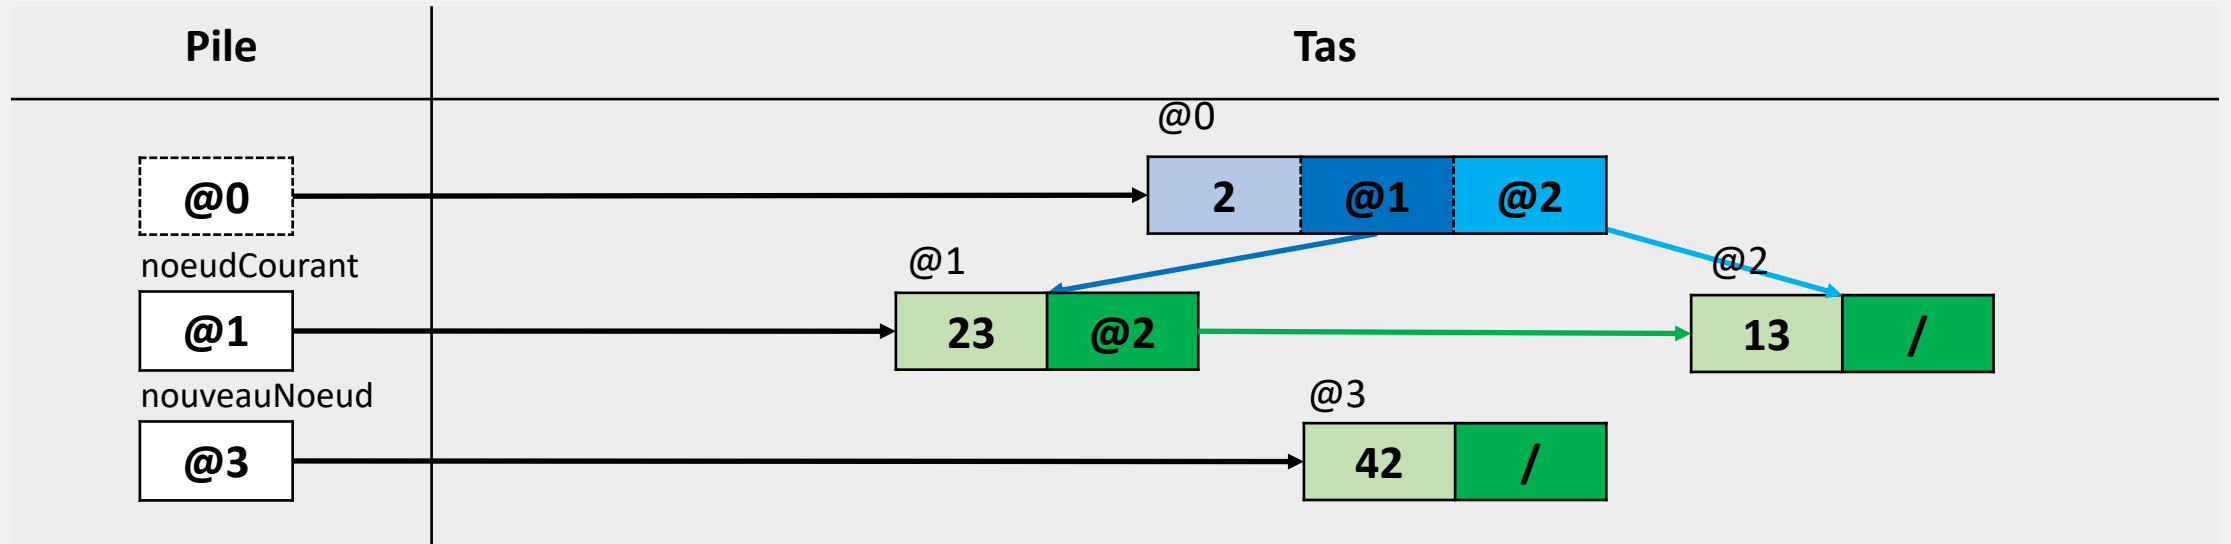 Pile Tas
@0
@0 2 @1 @2
noeudCourant @1 @2
@1 23 @2 13 /
nouveauNoeud @3
@3 42 /